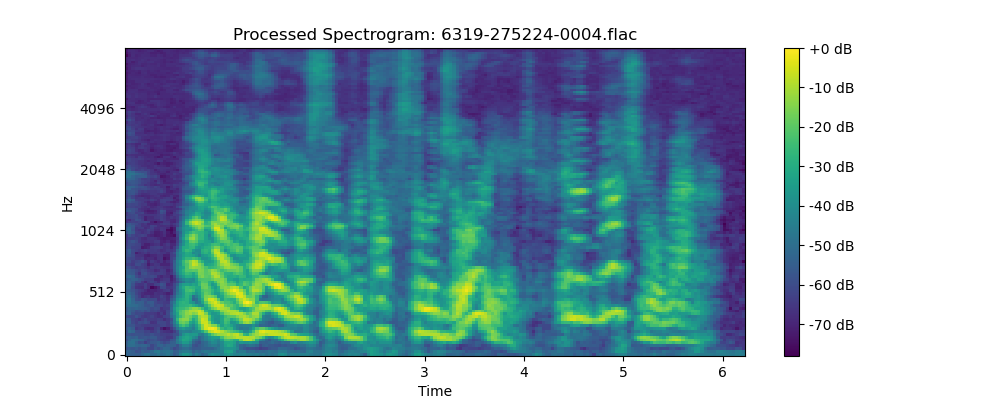 Processed Spectrogram: 6319-275224-0004.flac
Hz
4096
2048
1024
512
0
0 1 2 3 4 5 6
Time
+0 dB
-10 dB
-20 dB
-30 dB
-40 dB
-50 dB
-60 dB
-70 dB